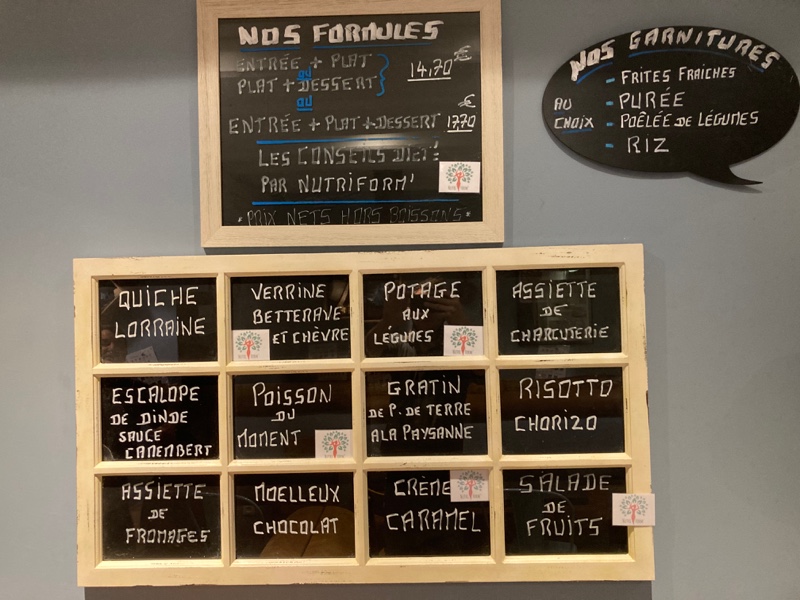 NOS FORMULES
ENTRÉE + PLAT
ou
PLAT + DESSERT
14,70€
ou
ENTRÉE + PLAT + DESSERT 17,70€
LES CONSEILS DIET'
PAR NUTRIFORM'
* PRIX NETS HORS BOISSONS *
NOS GARNITURES
AU CHOIX
- FRITES FRAICHES
- PURÉE
- POÊLÉE DE LÉGUMES
- RIZ
QUICHE
LORRAINE
VERRINE
BETTERAVE
ET CHÈVRE
POTAGE
AUX
LÉGUMES
ASSIETTE
DE
CHARCUTERIE
ESCALOPE
DE DINDE
SAUCE
CAMEMBERT
POISSON
DU
MOMENT
GRATIN
DE P. DE TERRE
A LA PAYSANNE
RISOTTO
CHORIZO
ASSIETTE
DE
FROMAGES
MOELLEUX
CHOCOLAT
CRÈME
CARAMEL
SALADE
DE
FRUITS